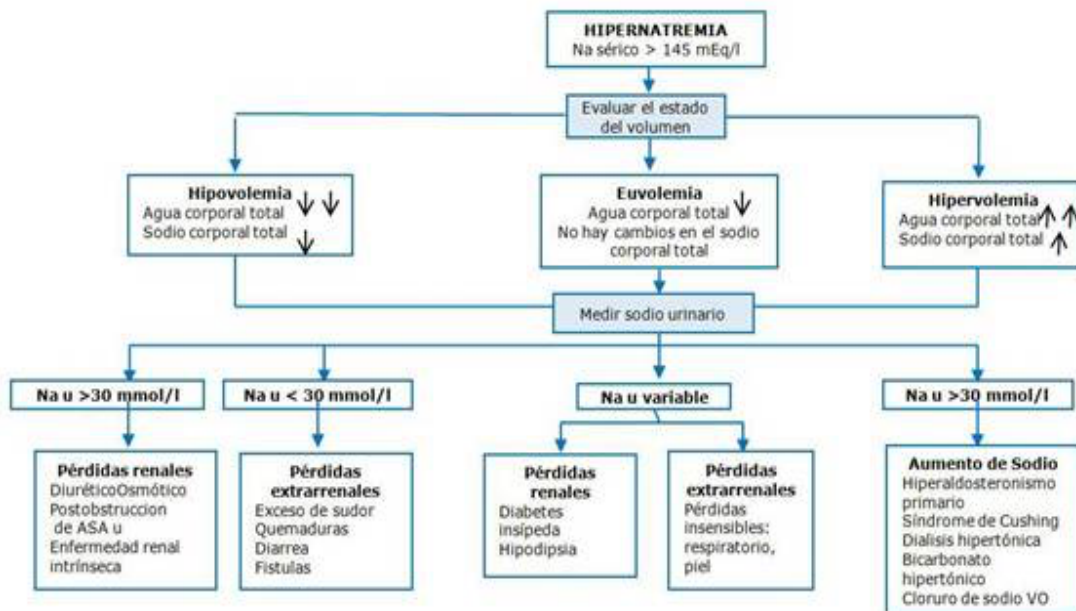 HIPERNATREMIA
Na sérico > 145 mEq/l
Evaluar el estado
del volumen
Hipovolemia
Agua corporal total
Sodio corporal total
Euvolemia
Agua corporal total
No hay cambios en el sodio
corporal total
Hipervolemia
Agua corporal total
Sodio corporal total
Medir sodio urinario
Na u >30 mmol/l
Na u < 30 mmol/l
Na u variable
Na u >30 mmol/l
Pérdidas renales
DiuréticoOsmótico
Postobstruccion
de ASA u
Enfermedad renal
intrínseca
Pérdidas
extrarrenales
Exceso de sudor
Quemaduras
Diarrea
Fistulas
Pérdidas
renales
Diabetes
insípeda
Hipodipsia
Pérdidas
extrarrenales
Pérdidas
insensibles:
respiratorio,
piel
Aumento de Sodio
Hiperaldosteronismo
primario
Síndrome de Cushing
Dialisis hipertónica
Bicarbonato
hipertónico
Cloruro de sodio VO